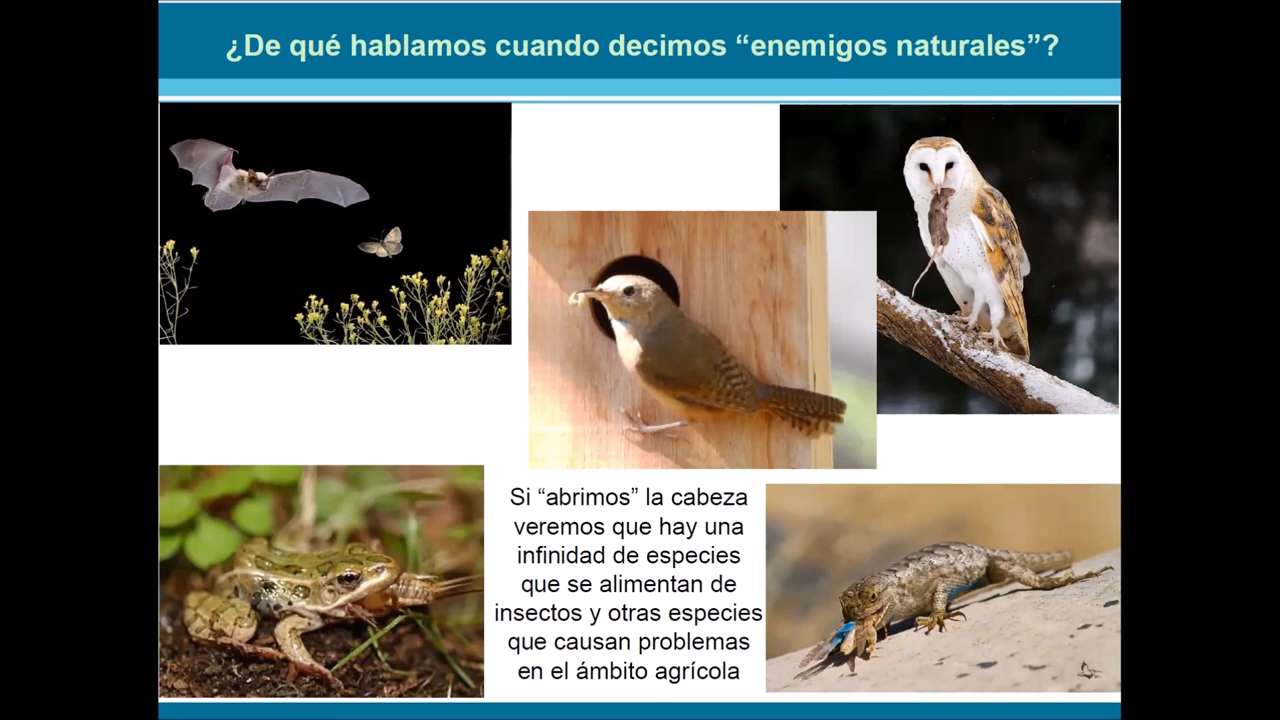 ¿De qué hablamos cuando decimos “enemigos naturales”?
Si “abrimos” la cabeza
veremos que hay una
infinidad de especies
que se alimentan de
insectos y otras especies
que causan problemas
en el ámbito agrícola